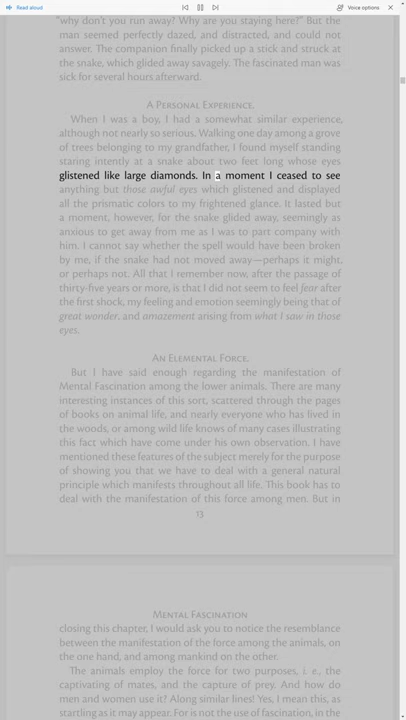 Read aloud
Voice options
"why don't you run away? Why are you staying here?" But the
man seemed perfectly dazed, and distracted, and could not
answer. The companion finally picked up a stick and struck at
the snake, which glided away savagely. The fascinated man was
sick for several hours afterward.
A PERSONAL EXPERIENCE.
When I was a boy, I had a somewhat similar experience,
although not nearly so serious. Walking one day among a grove
of trees belonging to my grandfather, I found myself standing
staring intently at a snake about two feet long whose eyes
glistened like large diamonds. In a moment I ceased to see
anything but those awful eyes which glistened and displayed
all the prismatic colors to my frightened glance. It lasted but
a moment, however, for the snake glided away, seemingly as
anxious to get away from me as I was to part company with
him. I cannot say whether the spell would have been broken
by me, if the snake had not moved away—perhaps it might,
or perhaps not. All that I remember now, after the passage of
thirty-five years or more, is that I did not seem to feel fear after
the first shock, my feeling and emotion seemingly being that of
great wonder, and amazement arising from what I saw in those
eyes.
AN ELEMENTAL FORCE.
But I have said enough regarding the manifestation of
Mental Fascination among the lower animals. There are many
interesting instances of this sort, scattered through the pages
of books on animal life, and nearly everyone who has lived in
the woods, or among wild life knows of many cases illustrating
this fact which have come under his own observation. I have
mentioned these features of the subject merely for the purpose
of showing you that we have to deal with a general natural
principle which manifests throughout all life. This book has to
deal with the manifestation of this force among men. But in
13
MENTAL FASCINATION
closing this chapter, I would ask you to notice the resemblance
between the manifestation of the force among the animals, on
the one hand, and among mankind on the other.
The animals employ the force for two purposes, i. e., the
captivating of mates, and the capture of prey. And how do
men and women use it? Along similar lines! Yes, I mean this, as
startling as it may appear. For is not the use of fascination, in the